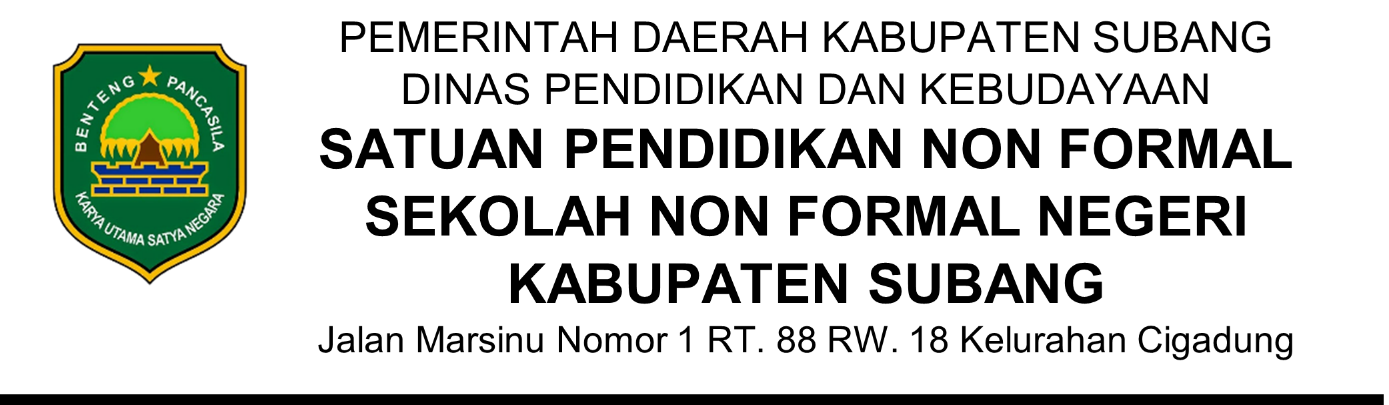 BENTENG PANCASILA
KARYA UTAMA SATYA NEGARA
PEMERINTAH DAERAH KABUPATEN SUBANG
DINAS PENDIDIKAN DAN KEBUDAYAAN
SATUAN PENDIDIKAN NON FORMAL
SEKOLAH NON FORMAL NEGERI
KABUPATEN SUBANG
Jalan Marsinu Nomor 1 RT. 88 RW. 18 Kelurahan Cigadung